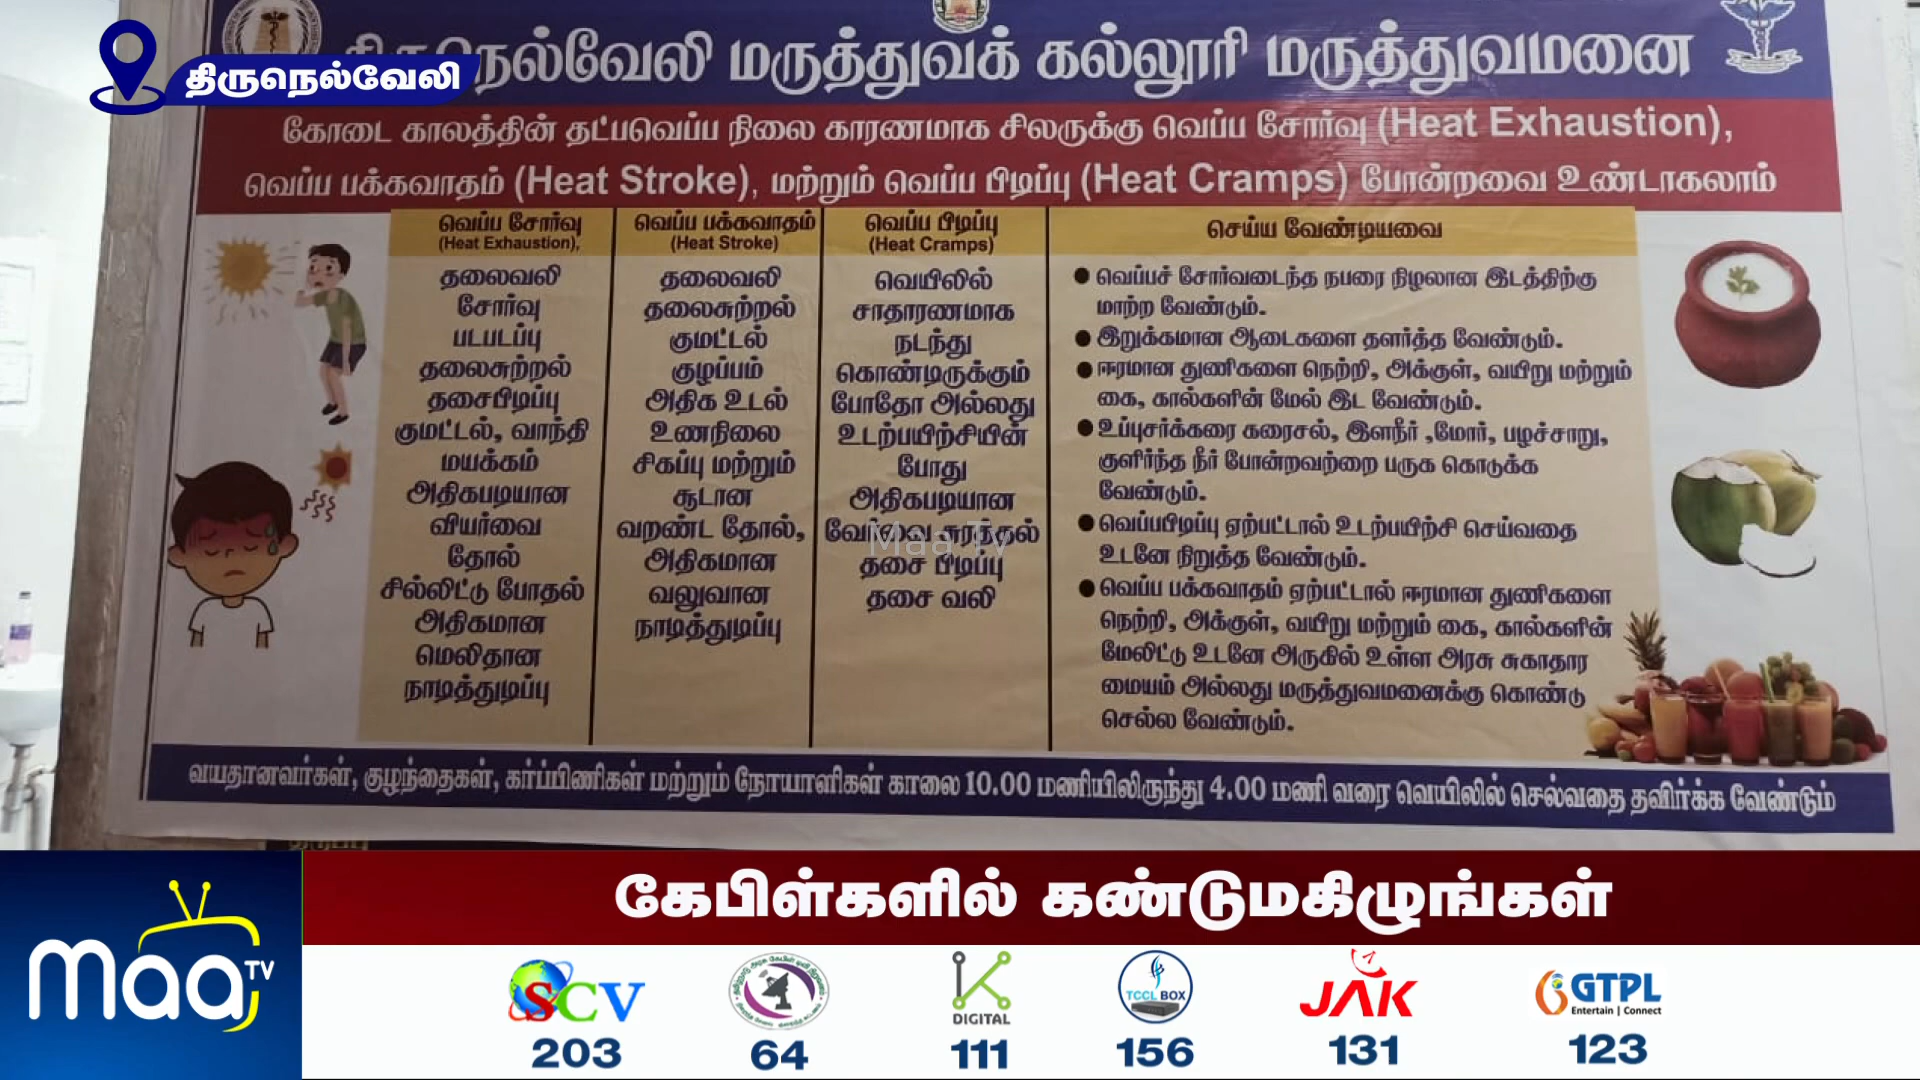 திருநெல்வேலி
நெல்வேலி மருத்துவக் கல்லூரி மருத்துவமனை
கோடை காலத்தின் தட்பவெப்ப நிலை காரணமாக சிலருக்கு வெப்ப சோர்வு (Heat Exhaustion),
வெப்ப பக்கவாதம் (Heat Stroke), மற்றும் வெப்ப பிடிப்பு (Heat Cramps) போன்றவை உண்டாகலாம்
வெப்ப சோர்வு
(Heat Exhaustion),
தலைவலி
சோர்வு
படபடப்பு
தலைசுற்றல்
தசைபிடிப்பு
குமட்டல், வாந்தி
மயக்கம்
அதிகபடியான
வியர்வை
தோல்
சில்லிட்டு போதல்
அதிகமான
மெலிதான
நாடித்துடிப்பு
வெப்ப பக்கவாதம்
(Heat Stroke)
தலைவலி
தலைசுற்றல்
குமட்டல்
குழப்பம்
அதிக உடல்
உணநிலை
சிகப்பு மற்றும்
சூடான
வறண்ட தோல்,
அதிகமான
வலுவான
நாடித்துடிப்பு
வெப்ப பிடிப்பு
(Heat Cramps)
வெயிலில்
சாதாரணமாக
நடந்து
கொண்டிருக்கும்
போதோ அல்லது
உடற்பயிற்சியின்
போது
அதிகபடியான
வேர்வை சுரத்தல்
தசை பிடிப்பு
தசை வலி
செய்ய வேண்டியவை
● வெப்பச் சோர்வடைந்த நபரை நிழலான இடத்திற்கு
மாற்ற வேண்டும்.
● இறுக்கமான ஆடைகளை தளர்த்த வேண்டும்.
● ஈரமான துணிகளை நெற்றி, அக்குள், வயிறு மற்றும்
கை, கால்களின் மேல் இட வேண்டும்.
● உப்புசர்க்கரை கரைசல், இளநீர் ,மோர், பழச்சாறு,
குளிர்ந்த நீர் போன்றவற்றை பருக கொடுக்க
வேண்டும்.
● வெப்பபிடிப்பு ஏற்பட்டால் உடற்பயிற்சி செய்வதை
உடனே நிறுத்த வேண்டும்.
● வெப்ப பக்கவாதம் ஏற்பட்டால் ஈரமான துணிகளை
நெற்றி, அக்குள், வயிறு மற்றும் கை, கால்களின்
மேலிட்டு உடனே அருகில் உள்ள அரசு சுகாதார
மையம் அல்லது மருத்துவமனைக்கு கொண்டு
செல்ல வேண்டும்.
Maa Tv
வயதானவர்கள், குழந்தைகள், கர்ப்பிணிகள் மற்றும் நோயாளிகள் காலை 10.00 மணியிலிருந்து 4.00 மணி வரை வெயிலில் செல்வதை தவிர்க்க வேண்டும்
கேபிள்களில் கண்டுமகிழுங்கள்
maa TV
SCV
203
64
K DIGITAL
111
TCCL BOX
156
JAK
131
GTPL
Entertain | Connect
123